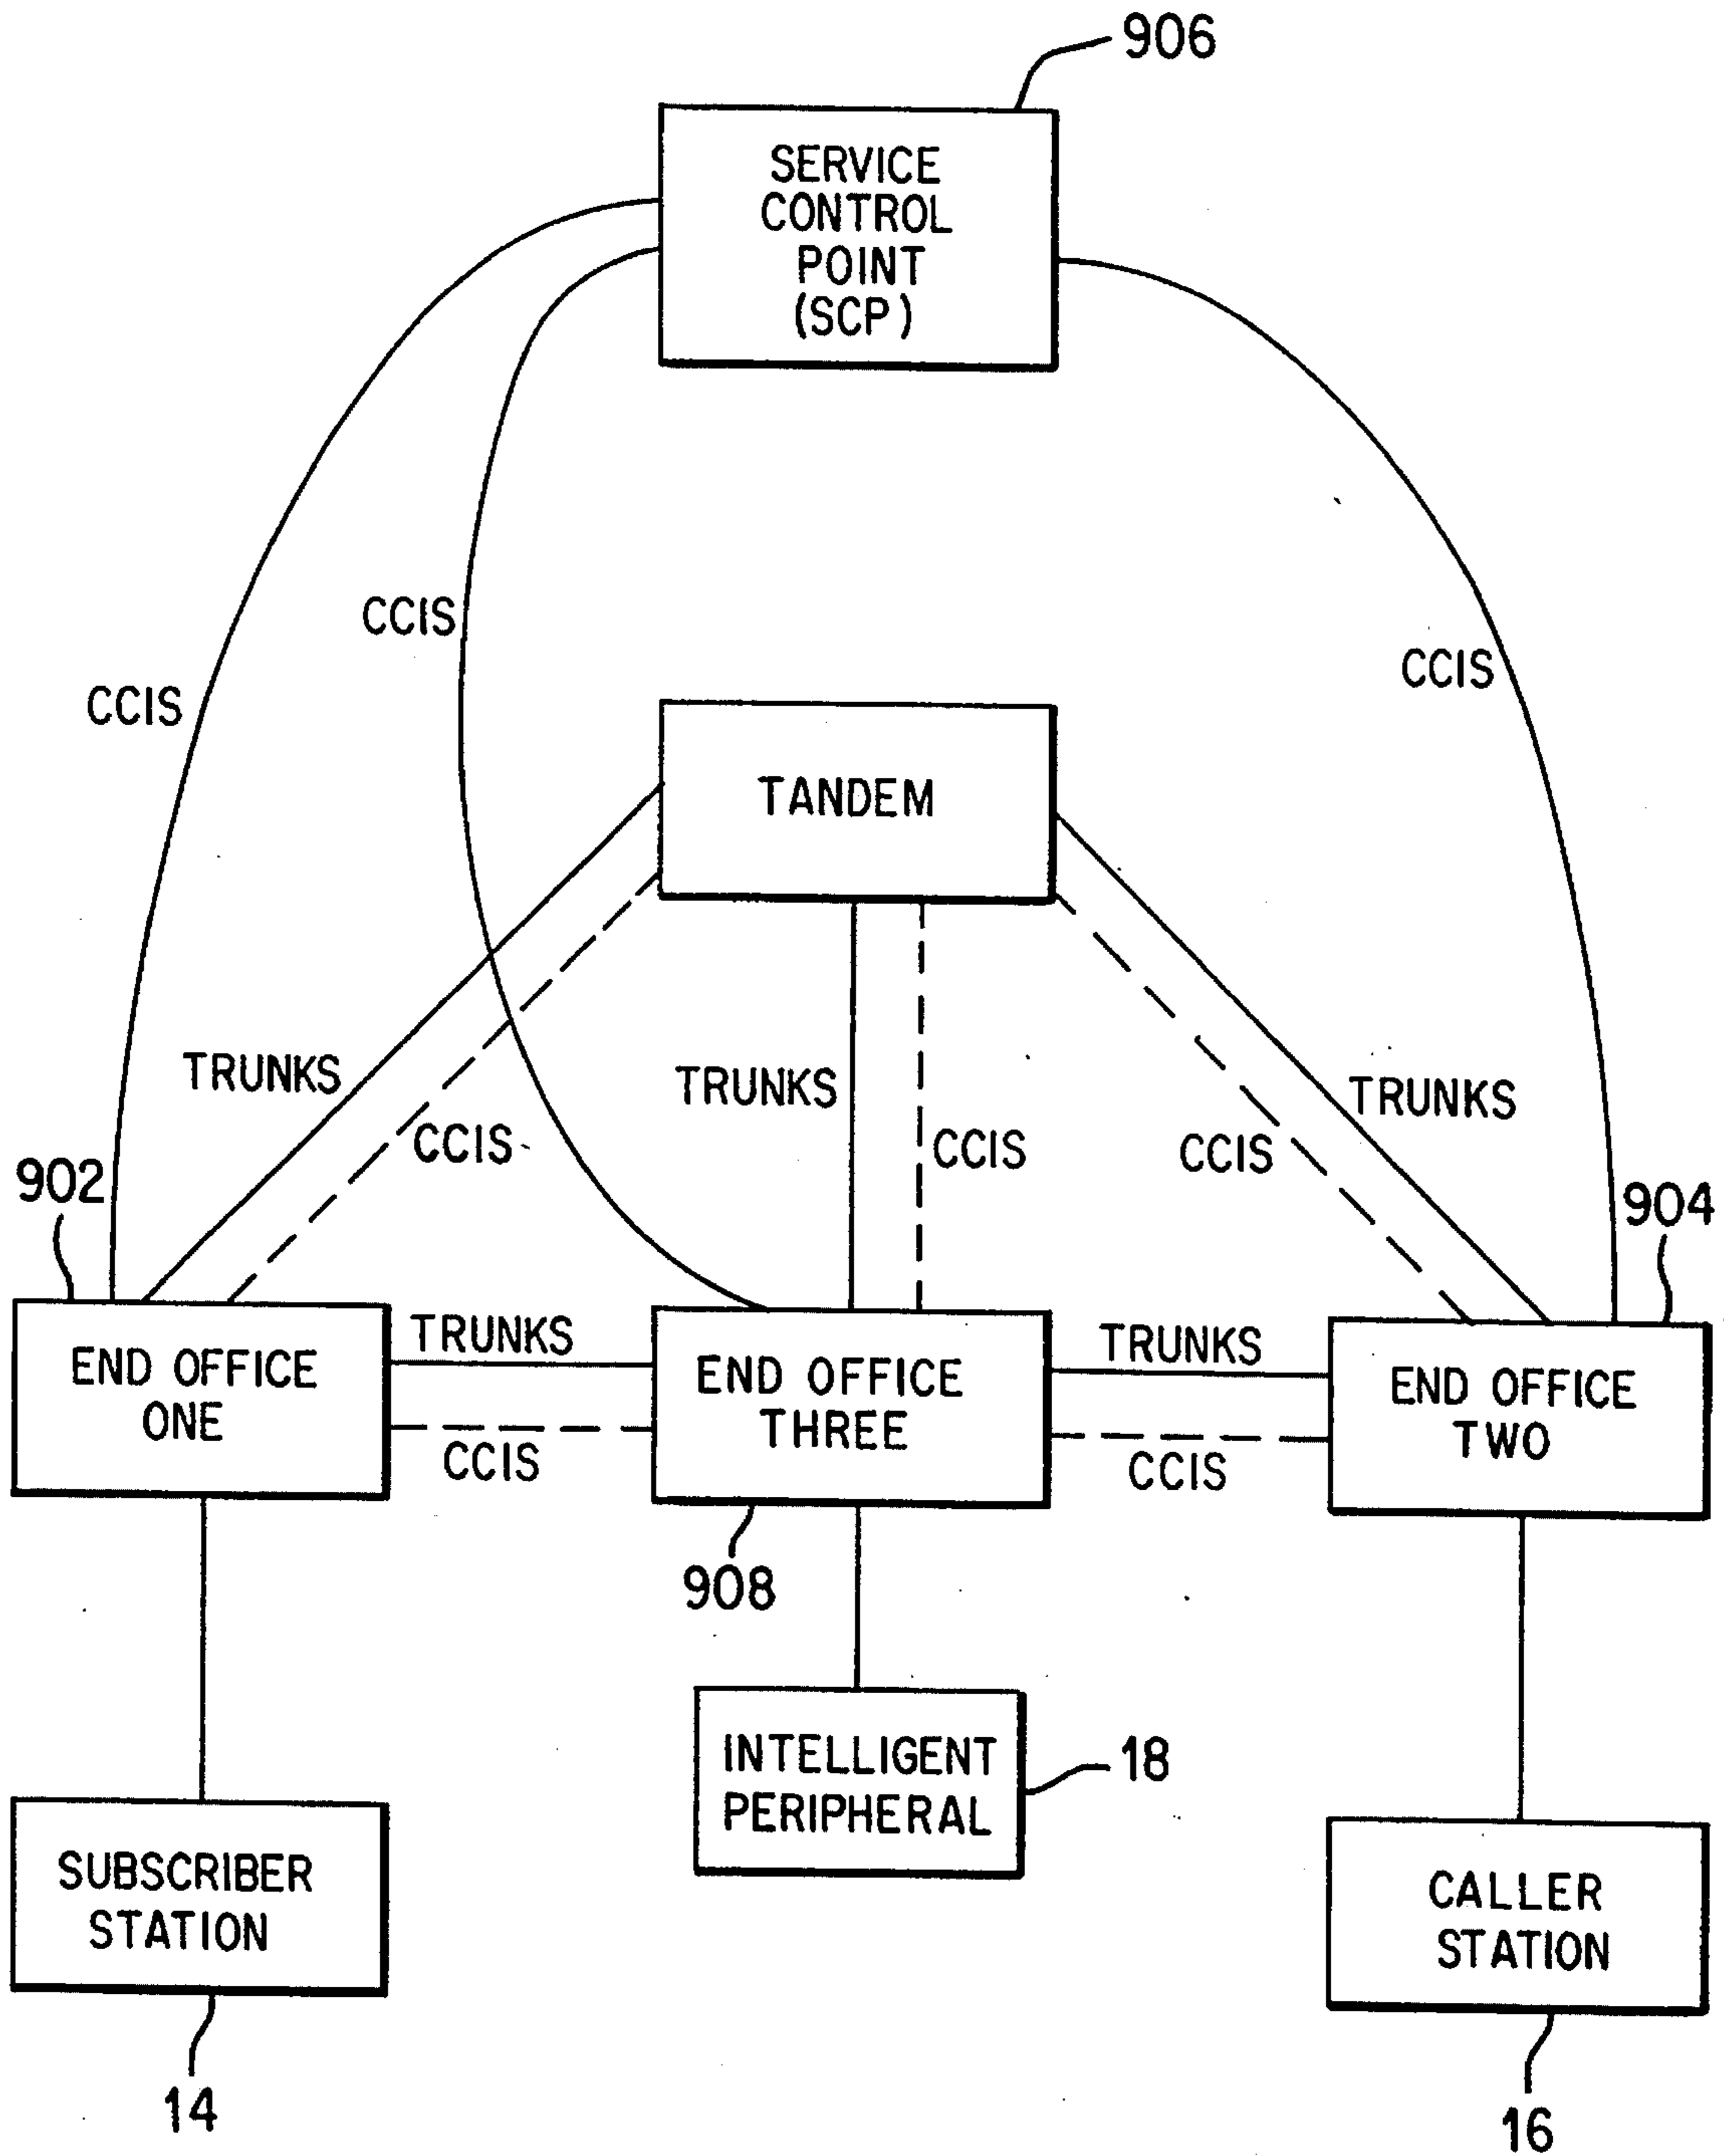 906
SERVICE
CONTROL
POINT
(SCP)
CCIS
CCIS
CCIS
TANDEM
TRUNKS
TRUNKS
TRUNKS
CCIS
CCIS
CCIS
902
904
END OFFICE
ONE
TRUNKS
CCIS
END OFFICE
THREE
TRUNKS
CCIS
END OFFICE
TWO
908
INTELLIGENT
PERIPHERAL
18
SUBSCRIBER
STATION
CALLER
STATION
14
16